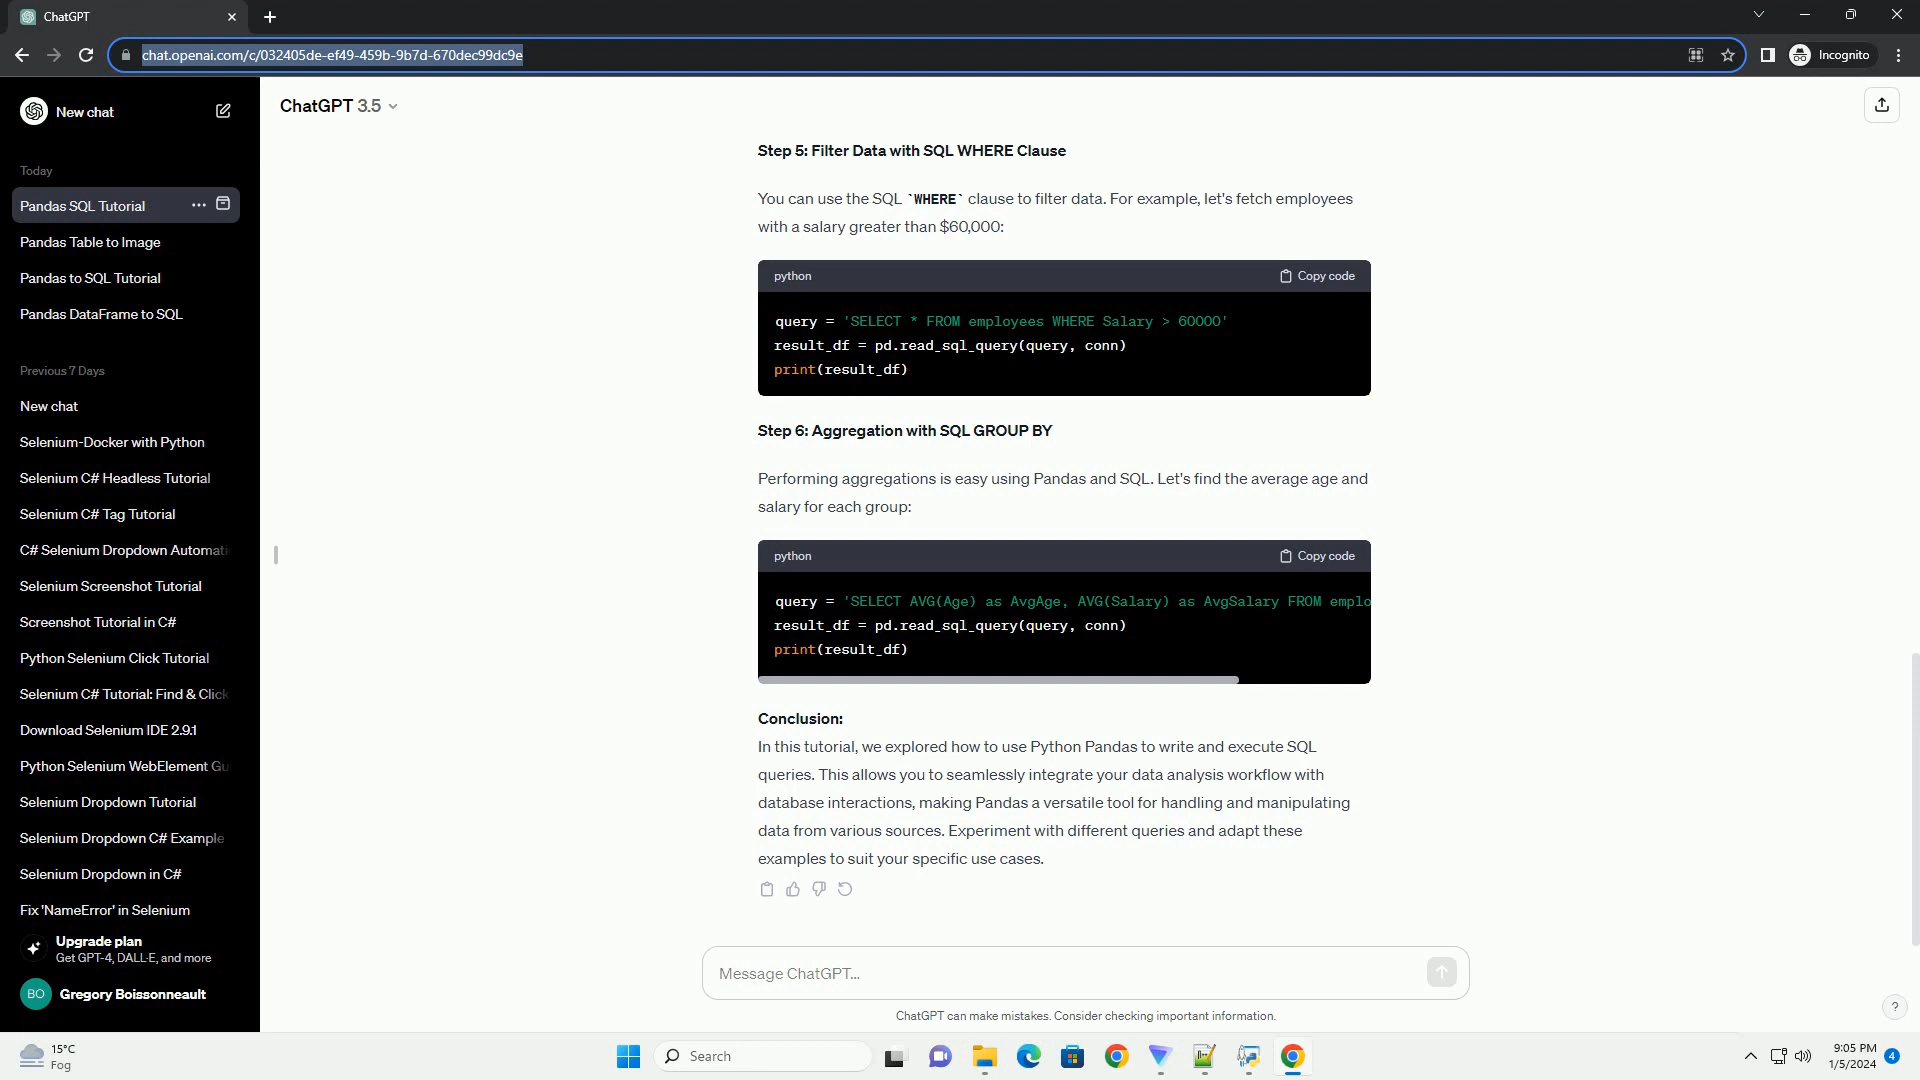 ChatGPT
chat.openai.com/c/032405de-ef49-459b-9b7d-670dec99dc9e
Incognito
New chat
ChatGPT 3.5
Today
Pandas SQL Tutorial
Pandas Table to Image
Pandas to SQL Tutorial
Pandas DataFrame to SQL
Previous 7 Days
New chat
Selenium-Docker with Python
Selenium C# Headless Tutorial
Selenium C# Tag Tutorial
C# Selenium Dropdown Automati
Selenium Screenshot Tutorial
Screenshot Tutorial in C#
Python Selenium Click Tutorial
Selenium C# Tutorial: Find & Click
Download Selenium IDE 2.9.1
Python Selenium WebElement Gu
Selenium Dropdown Tutorial
Selenium Dropdown C# Example
Selenium Dropdown in C#
Fix 'NameError' in Selenium
Upgrade plan
Get GPT-4, DALL·E, and more
BO
Gregory Boissonneault
Step 5: Filter Data with SQL WHERE Clause
You can use the SQL `WHERE` clause to filter data. For example, let's fetch employees
with a salary greater than $60,000:
python
Copy code
query = 'SELECT * FROM employees WHERE Salary > 60000'
result_df = pd.read_sql_query(query, conn)
print(result_df)
Step 6: Aggregation with SQL GROUP BY
Performing aggregations is easy using Pandas and SQL. Let's find the average age and
salary for each group:
python
Copy code
query = 'SELECT AVG(Age) as AvgAge, AVG(Salary) as AvgSalary FROM emplo
result_df = pd.read_sql_query(query, conn)
print(result_df)
Conclusion:
In this tutorial, we explored how to use Python Pandas to write and execute SQL
queries. This allows you to seamlessly integrate your data analysis workflow with
database interactions, making Pandas a versatile tool for handling and manipulating
data from various sources. Experiment with different queries and adapt these
examples to suit your specific use cases.
Message ChatGPT...
ChatGPT can make mistakes. Consider checking important information.
?
15°C
Fog
Search
9:05 PM
1/5/2024
4